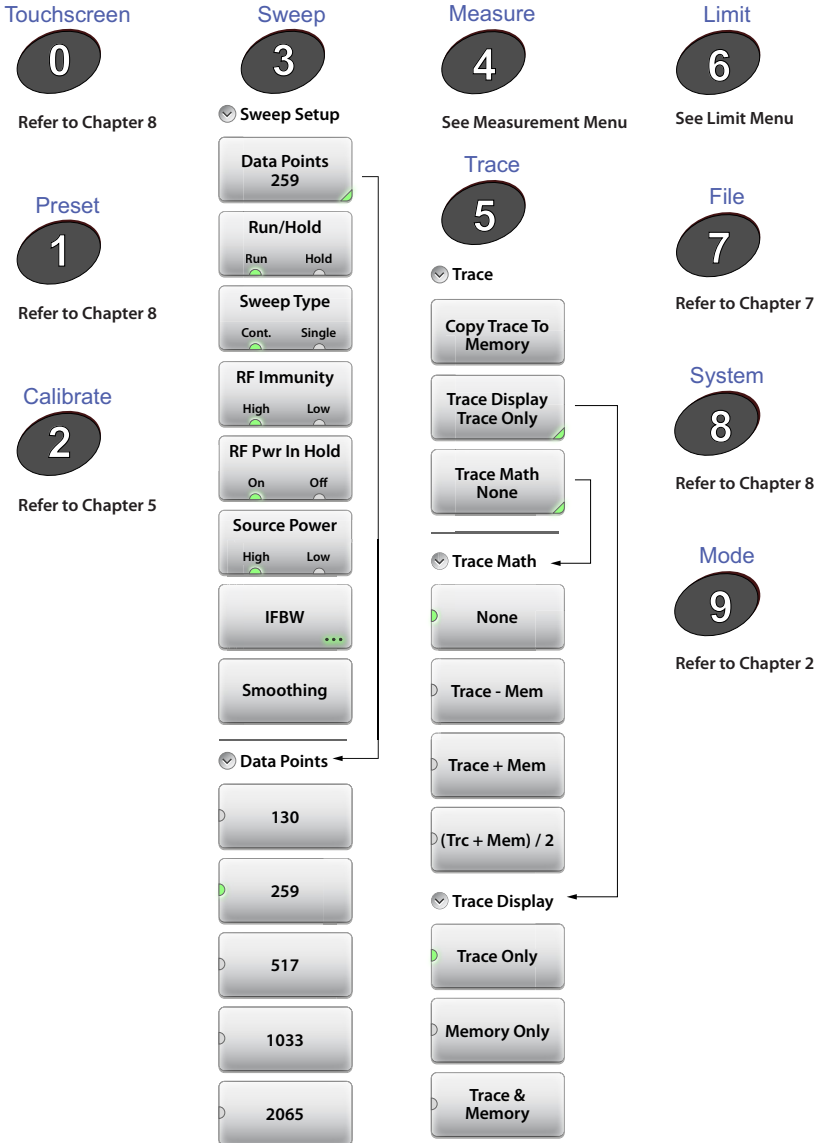 Touchscreen
0
Refer to Chapter 8
Preset
1
Refer to Chapter 8
Calibrate
2
Refer to Chapter 5
Sweep
3
Sweep Setup
Data Points
259
Run/Hold
Run Hold
Sweep Type
Cont. Single
RF Immunity
High Low
RF Pwr In Hold
On Off
Source Power
High Low
IFBW
Smoothing
Data Points
130
259
517
1033
2065
Measure
4
See Measurement Menu
Trace
5
Trace
Copy Trace To
Memory
Trace Display
Trace Only
Trace Math
None
Trace Math
None
Trace - Mem
Trace + Mem
(Trc + Mem) / 2
Trace Display
Trace Only
Memory Only
Trace &
Memory
Limit
6
See Limit Menu
File
7
Refer to Chapter 7
System
8
Refer to Chapter 8
Mode
9
Refer to Chapter 2